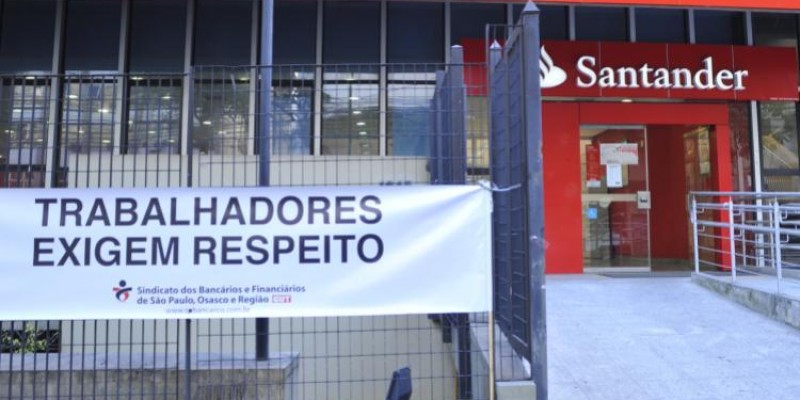 TRABALHADORES
EXIGEM RESPEITO
Sindicato dos Bancários e Financiários
de São Paulo, Osasco e Região CUT
Santander